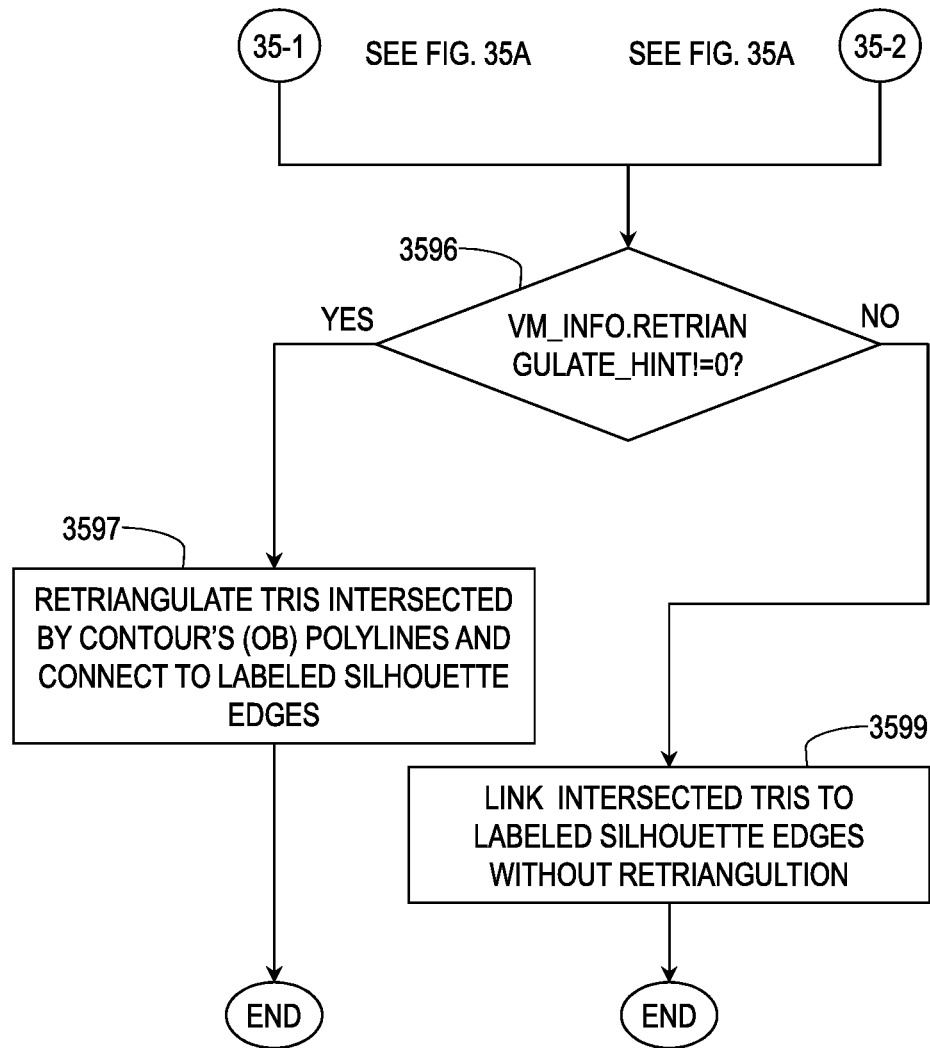 35-1
SEE FIG. 35A
SEE FIG. 35A
35-2
3596
YES
VM_INFO.RETRIAN
GULATE_HINT!=0?
NO
3597
RETRIANGULATE TRIS INTERSECTED
BY CONTOUR'S (OB) POLYLINES AND
CONNECT TO LABELED SILHOUETTE
EDGES
3599
LINK INTERSECTED TRIS TO
LABELED SILHOUETTE EDGES
WITHOUT RETRIANGULTION
END
END